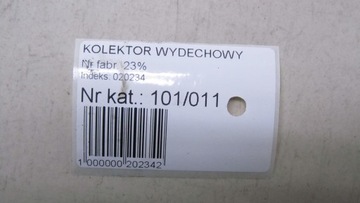 KOLEKTOR WYDECHOWY
Nr fabr. 23%
Indeks: 020234
Nr kat.: 101/011
1 000000 202342